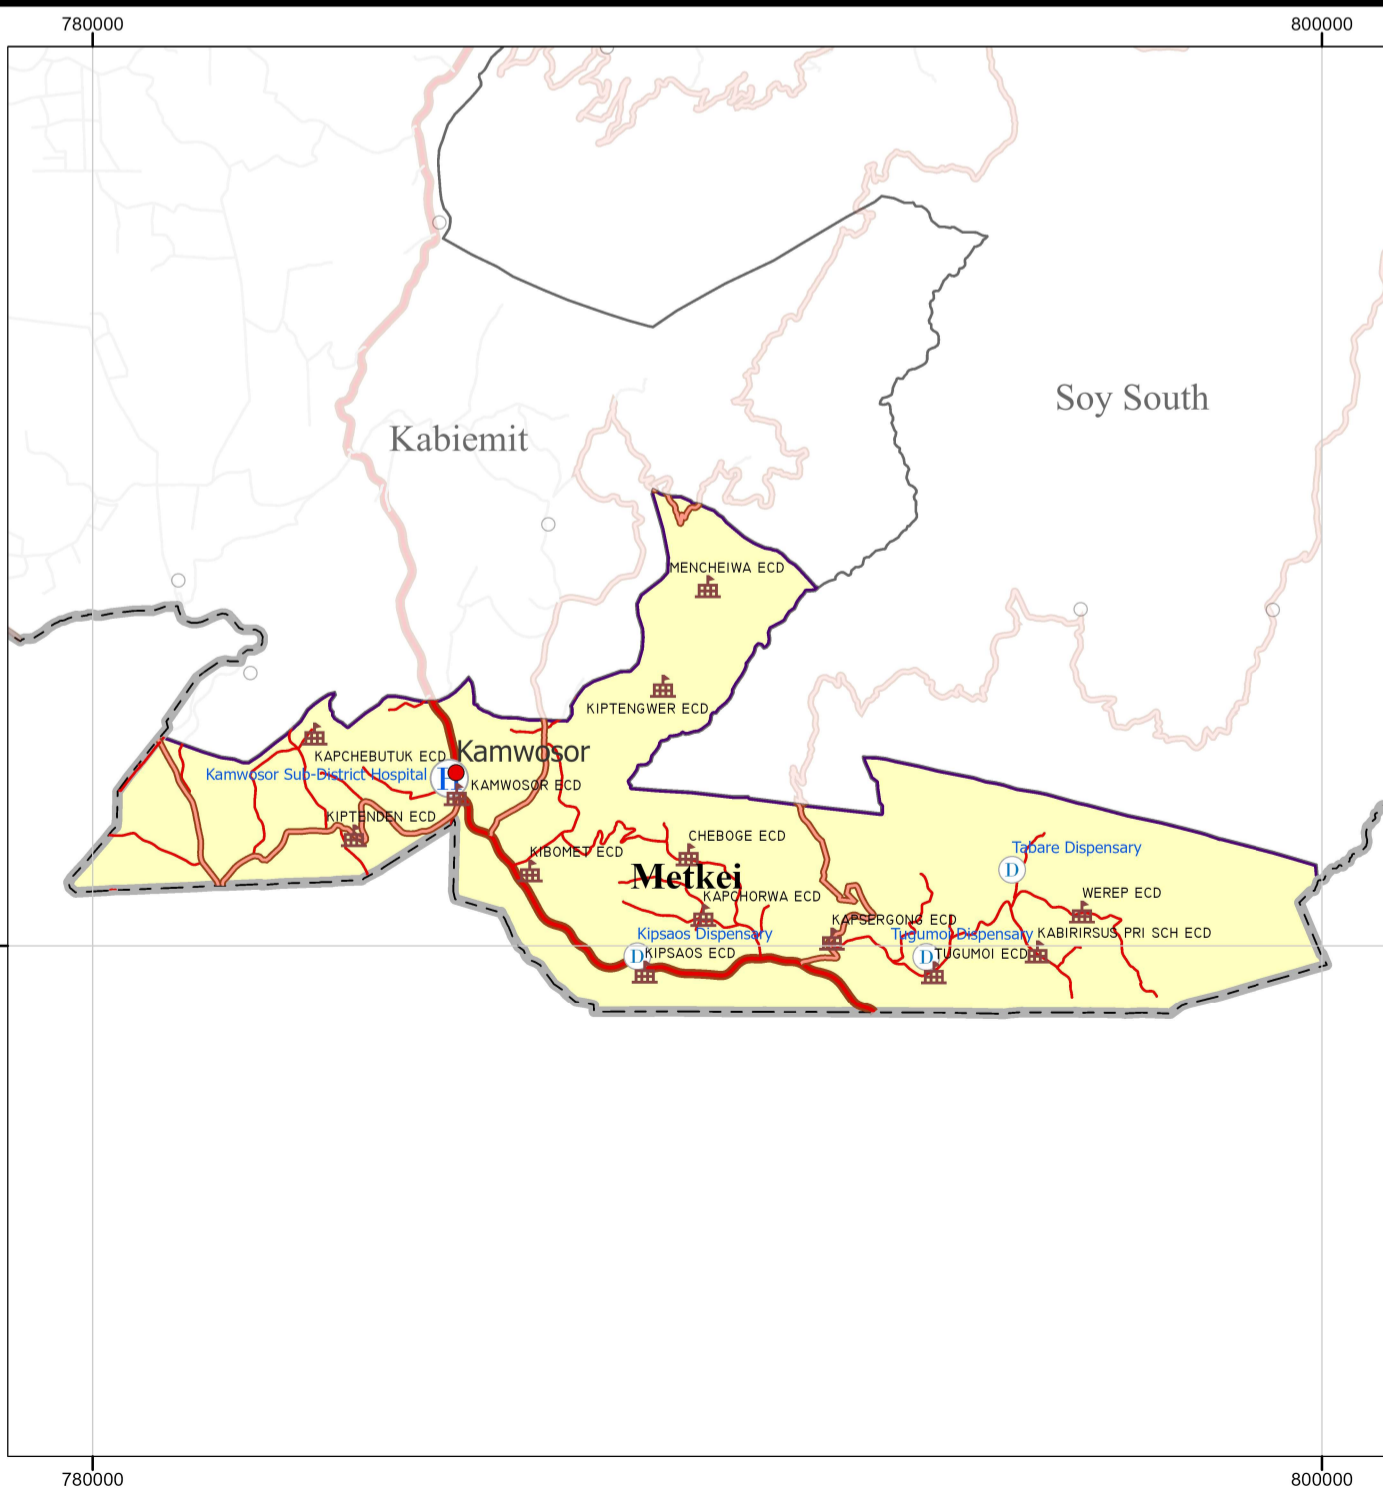 780000
800000
Soy South
Kabiemit
MENCHEIWA ECD
KIPTENGWER ECD
Kamwosor
KAPCHEBUTUK ECD
Kamwosor Sub-District Hospital
H
KAMWOSOR ECD
KIPTENDEN ECD
CHEBOGE ECD
Tabare Dispensary
KIBOMET ECD
D
Metkei
WEREP ECD
KAPCHORWA ECD
KAPSERGONG ECD
Kipsaos Dispensary
Tugumoi Dispensary
KABIRIRSUS PRI SCH ECD
D
KIPSAOS ECD
D
TUGUMOI ECD
780000
800000